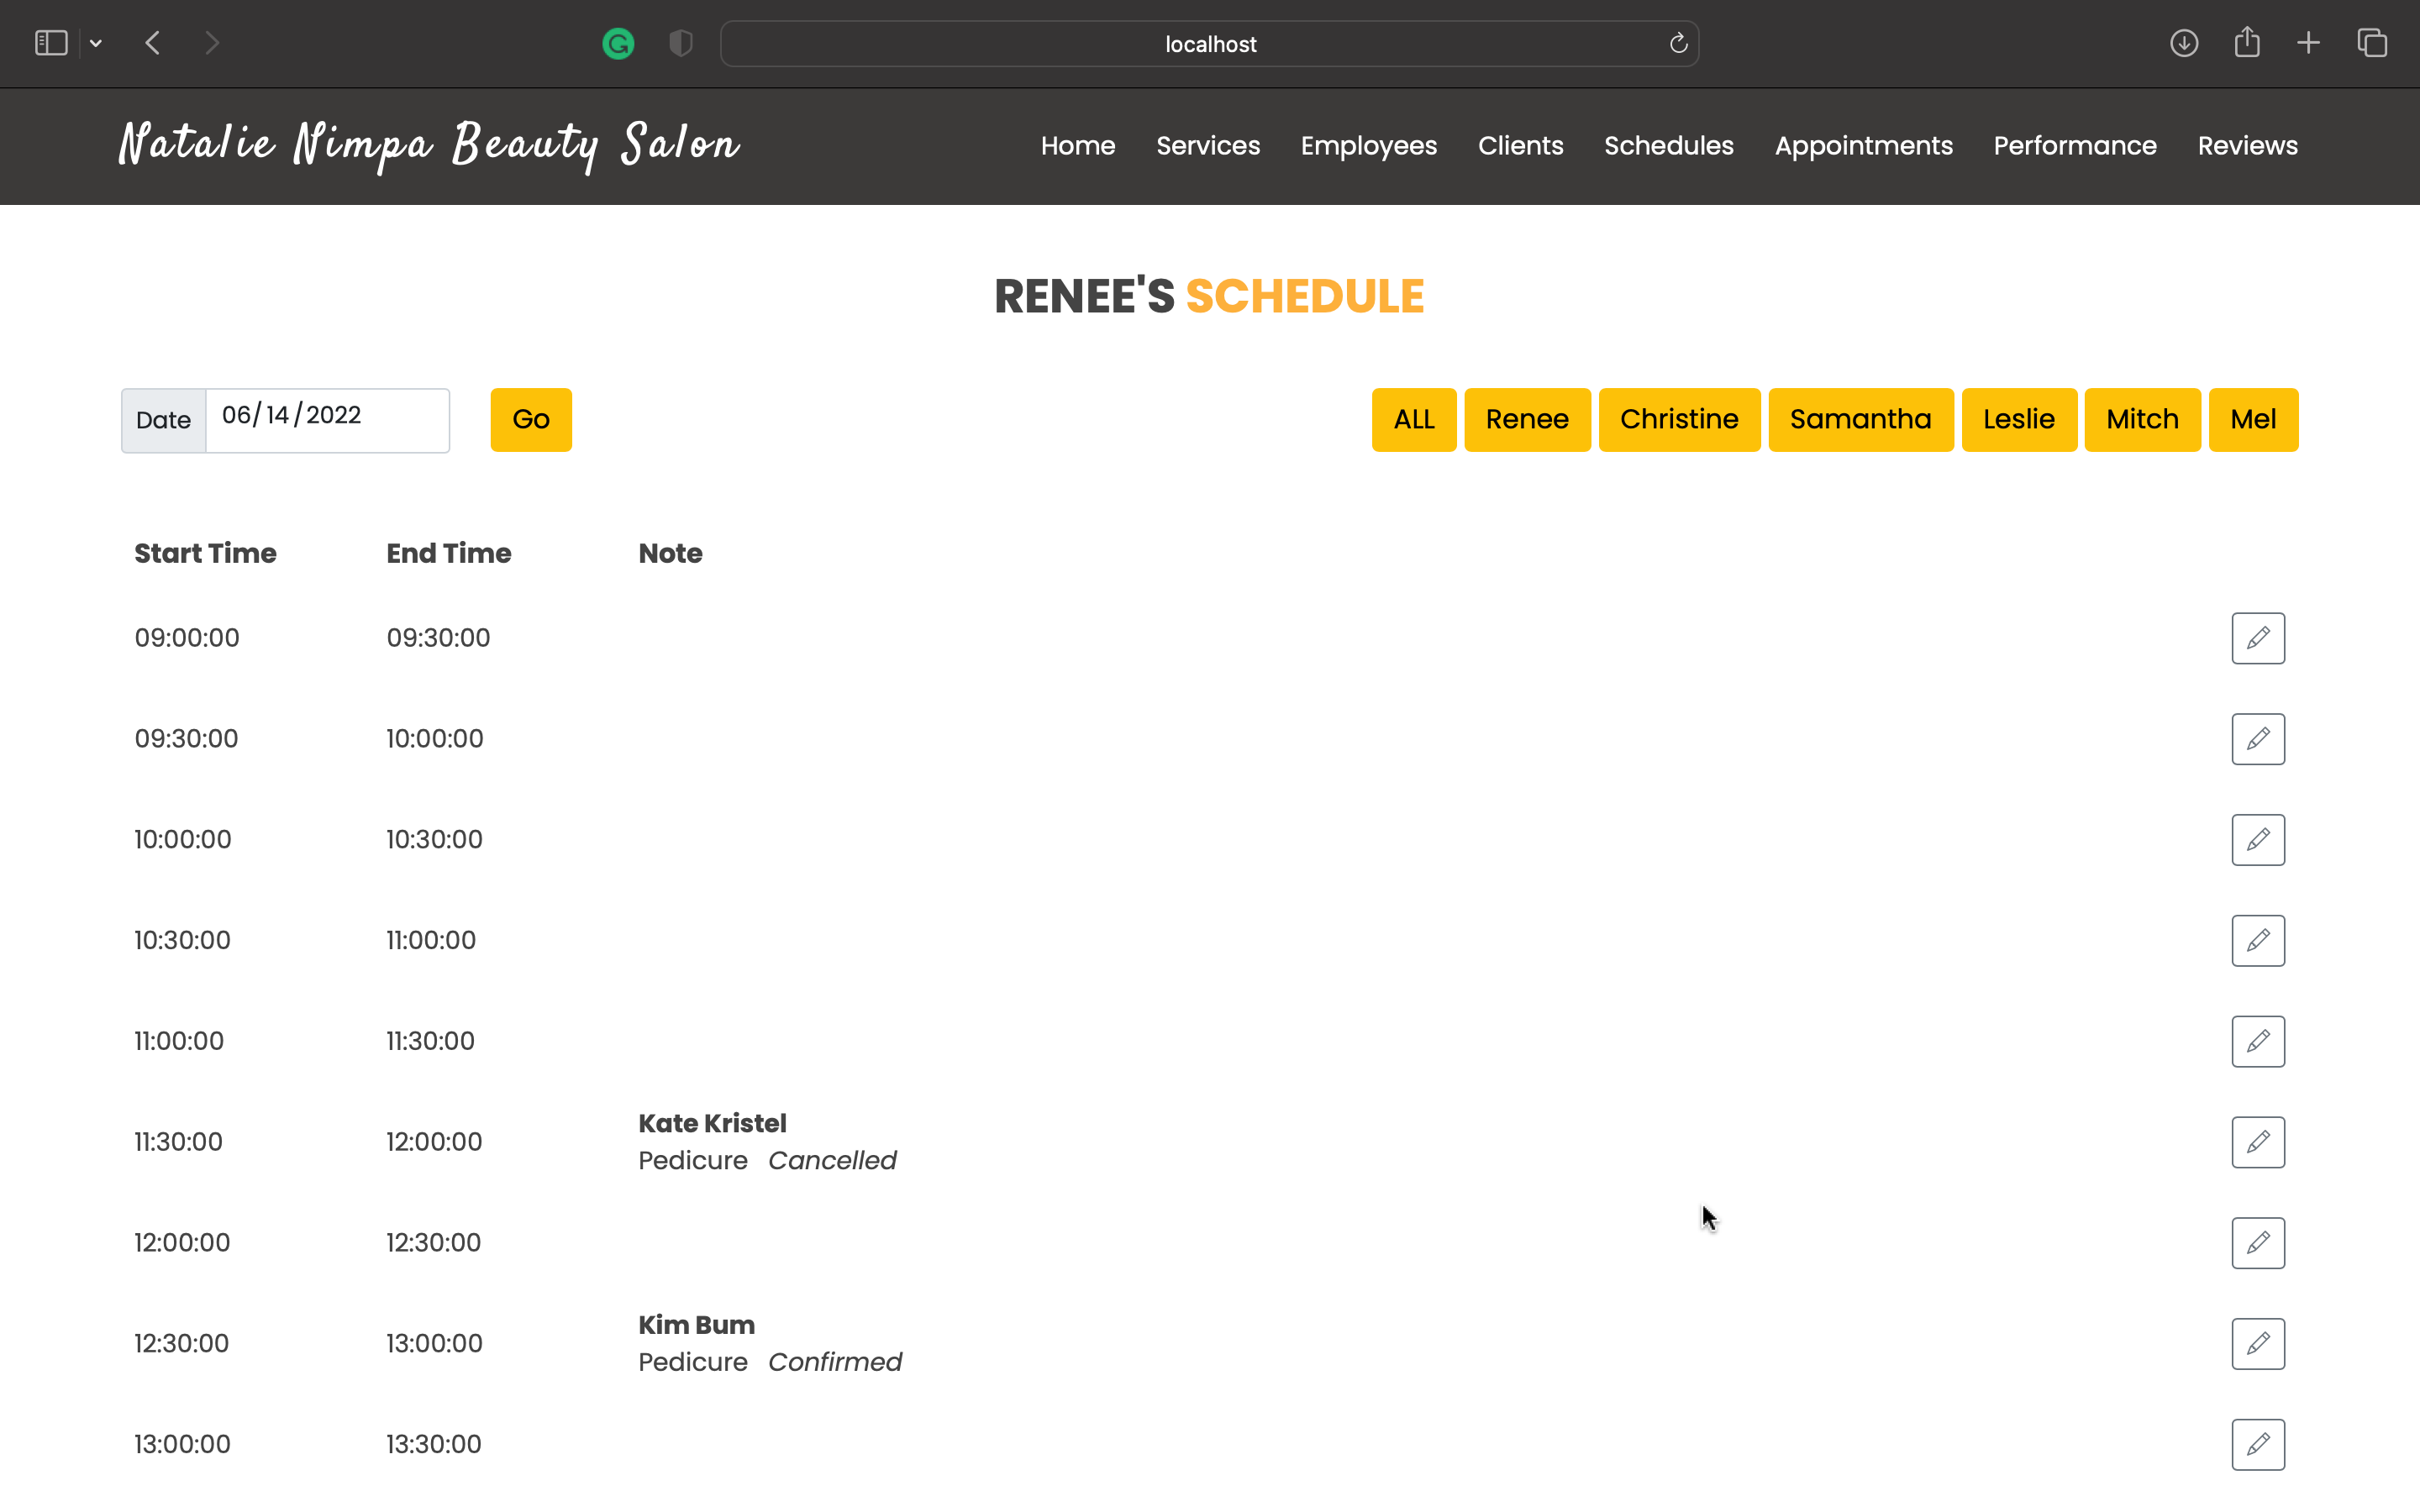 localhost
Natalie Nimpa Beauty Salon Home Services Employees Clients Schedules Appointments Performance Reviews
RENEE'S SCHEDULE
Date 06/14/2022 Go ALL Renee Christine Samantha Leslie Mitch Mel
Start Time End Time Note
09:00:00 09:30:00
09:30:00 10:00:00
10:00:00 10:30:00
10:30:00 11:00:00
11:00:00 11:30:00
11:30:00 12:00:00 Kate Kristel
Pedicure Cancelled
12:00:00 12:30:00
12:30:00 13:00:00 Kim Bum
Pedicure Confirmed
13:00:00 13:30:00